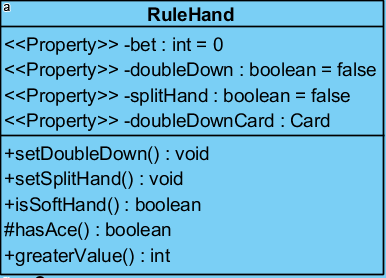 a
RuleHand
<<Property>> -bet : int = 0
<<Property>> -doubleDown : boolean = false
<<Property>> -splitHand : boolean = false
<<Property>> -doubleDownCard : Card
+setDoubleDown() : void
+setSplitHand() : void
+isSoftHand() : boolean
#hasAce() : boolean
+greaterValue() : int